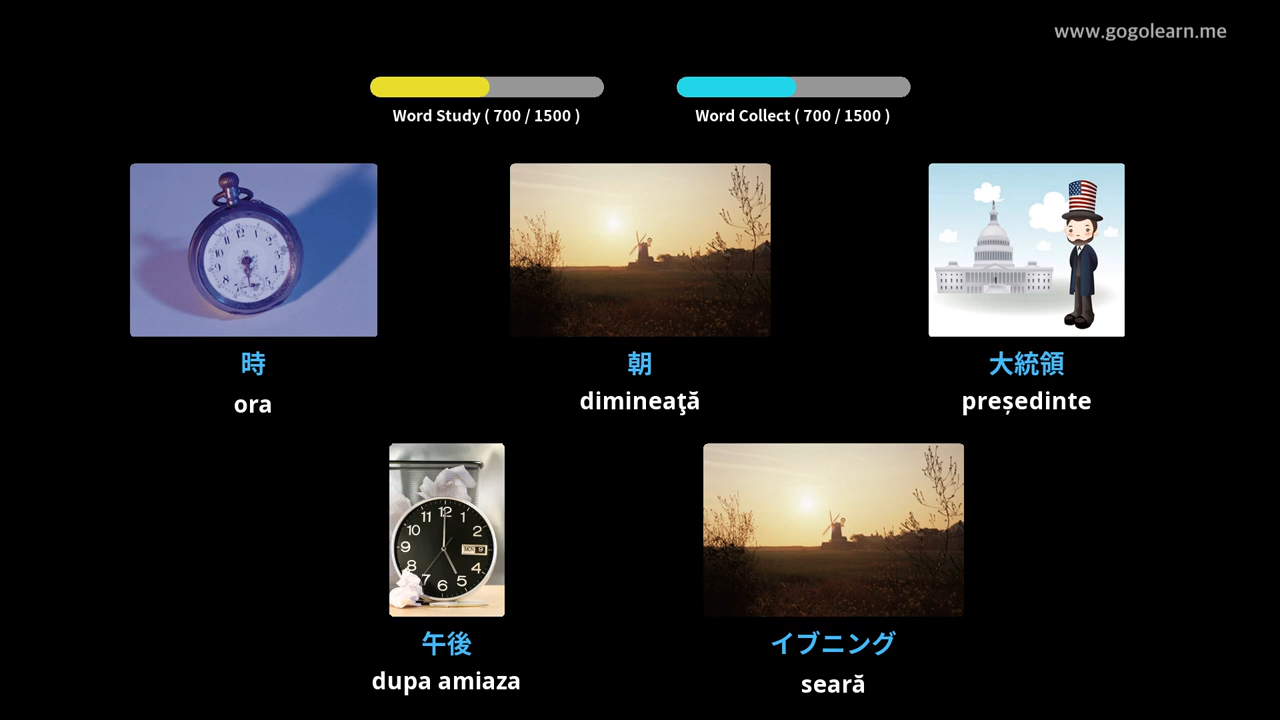 www.gogolearn.me
Word Study ( 700 / 1500 )
Word Collect ( 700 / 1500 )
時
ora
朝
dimineaţă
大統領
președinte
午後
dupa amiaza
イブニング
seară